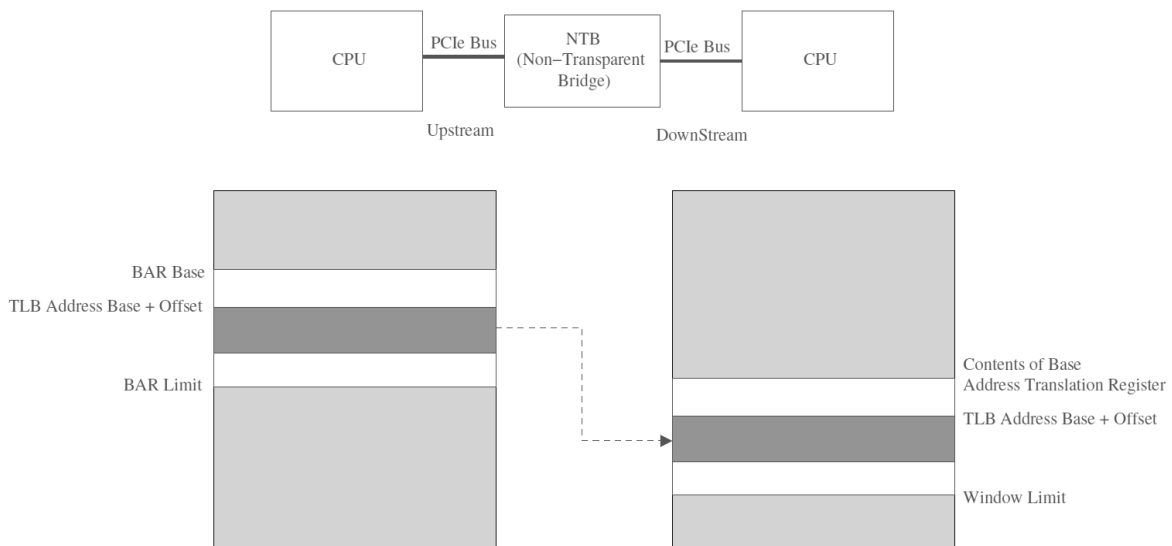 CPU
PCIe Bus
NTB
(Non−Transparent
Bridge)
PCIe Bus
CPU
Upstream
DownStream
BAR Base
TLB Address Base + Offset
BAR Limit
Contents of Base
Address Translation Register
TLB Address Base + Offset
Window Limit